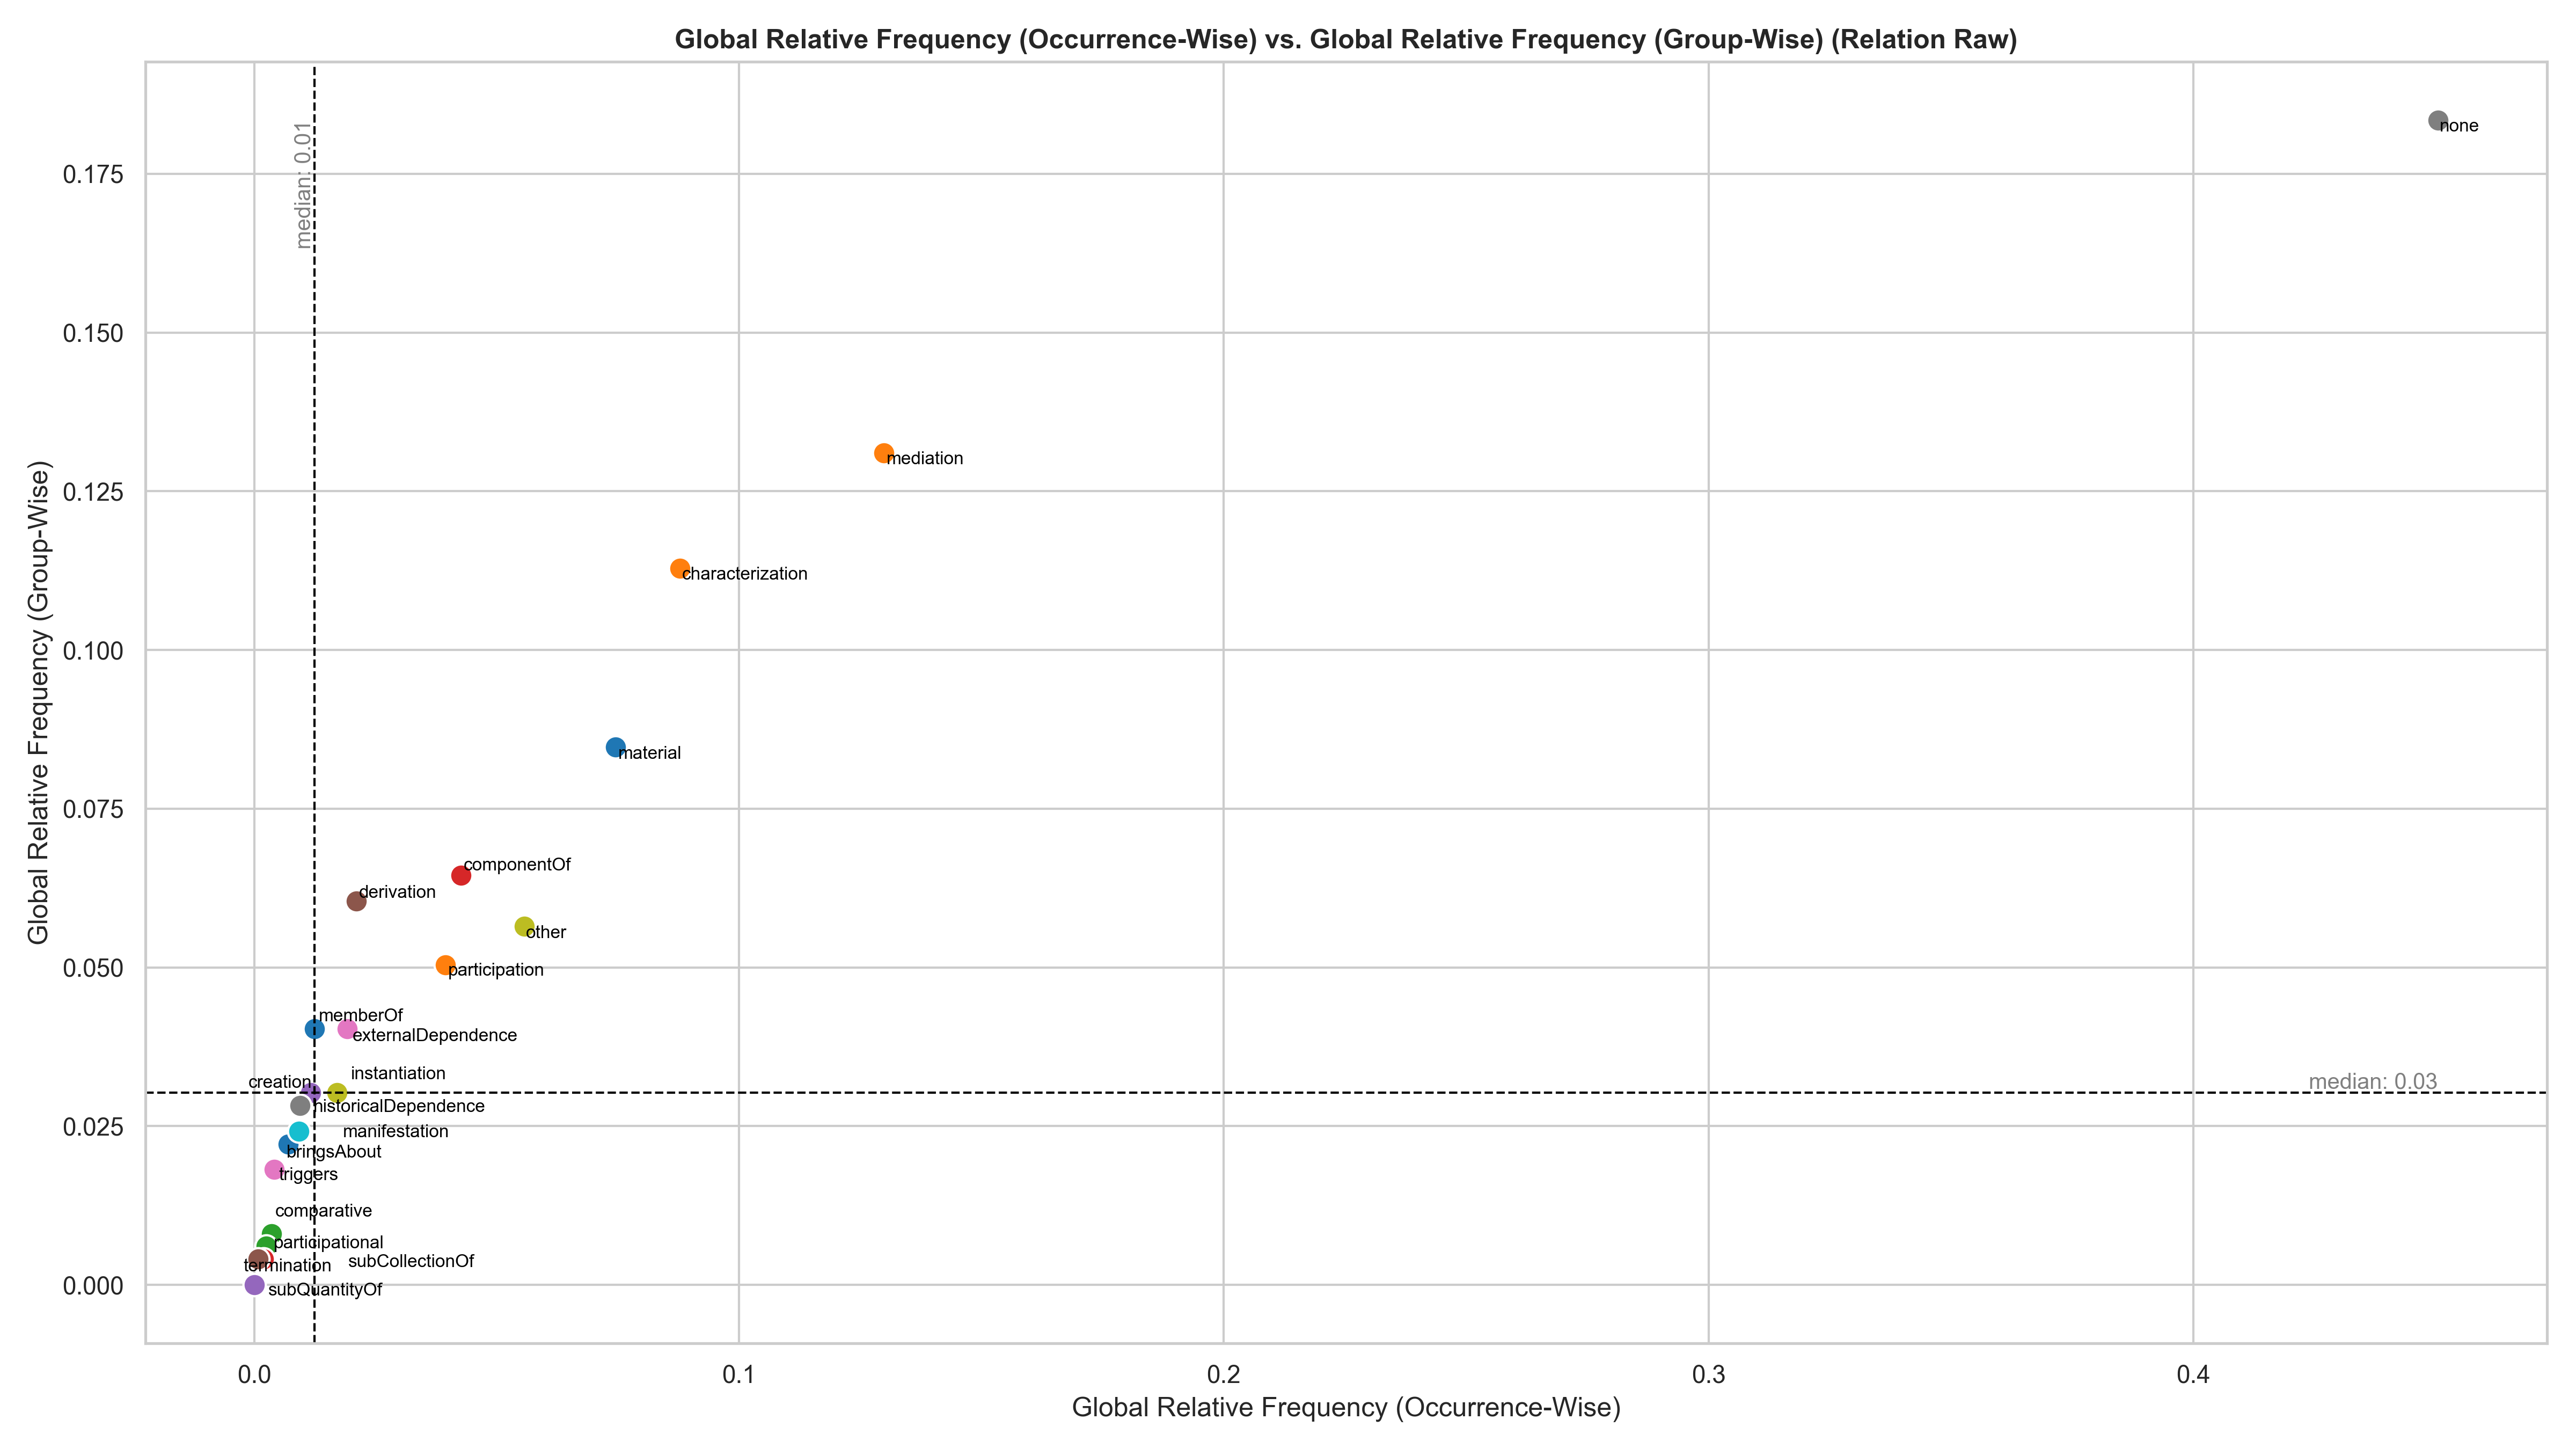 Global Relative Frequency (Occurrence-Wise) vs. Global Relative Frequency (Group-Wise) (Relation Raw)
median: 0.01
none
0.175
0.150
mediation
0.125
characterization
0.100
material
0.075
componentOf
derivation
other
participation
0.050
memberOf
externalDependence
instantiation
creation
median: 0.03
historicalDependence
0.025
manifestation
bringsAbout
triggers
comparative
participational
subCollectionOf
termination
0.000
subQuantityOf
Global Relative Frequency (Group-Wise)
0.0
0.1
0.2
0.3
0.4
Global Relative Frequency (Occurrence-Wise)